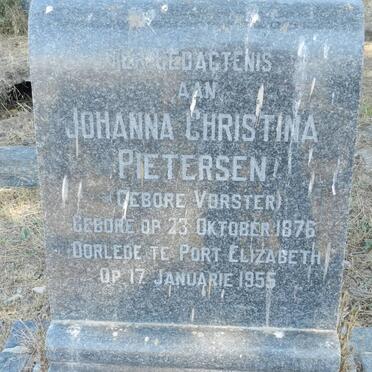 TER GEDAGTENIS
AAN
JOHANNA CHRISTINA
PIETERSEN
(GEBORE VORSTER)
GEBORE OP 23 OKTOBER 1876
OORLEDE TE PORT ELIZABETH
OP 17 JANUARIE 1955